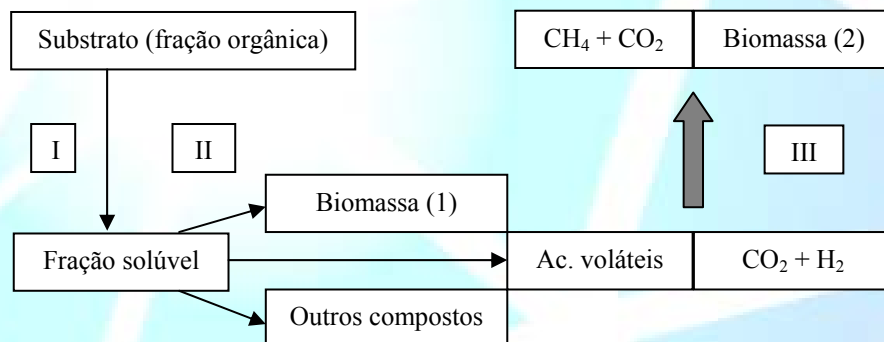 Substrato (fração orgânica)
CH₄ + CO₂
Biomassa (2)
I
II
III
Biomassa (1)
Fração solúvel
Ac. voláteis
CO₂ + H₂
Outros compostos